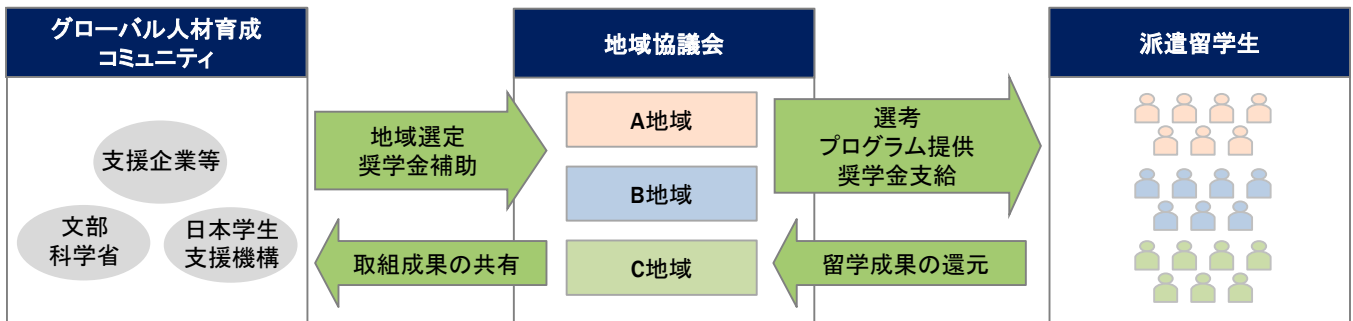 グローバル人材育成
コミュニティ
支援企業等
文部
科学省
日本学生
支援機構
地域選定
奨学金補助
取組成果の共有
地域協議会
A地域
B地域
C地域
選考
プログラム提供
奨学金支給
留学成果の還元
派遣留学生